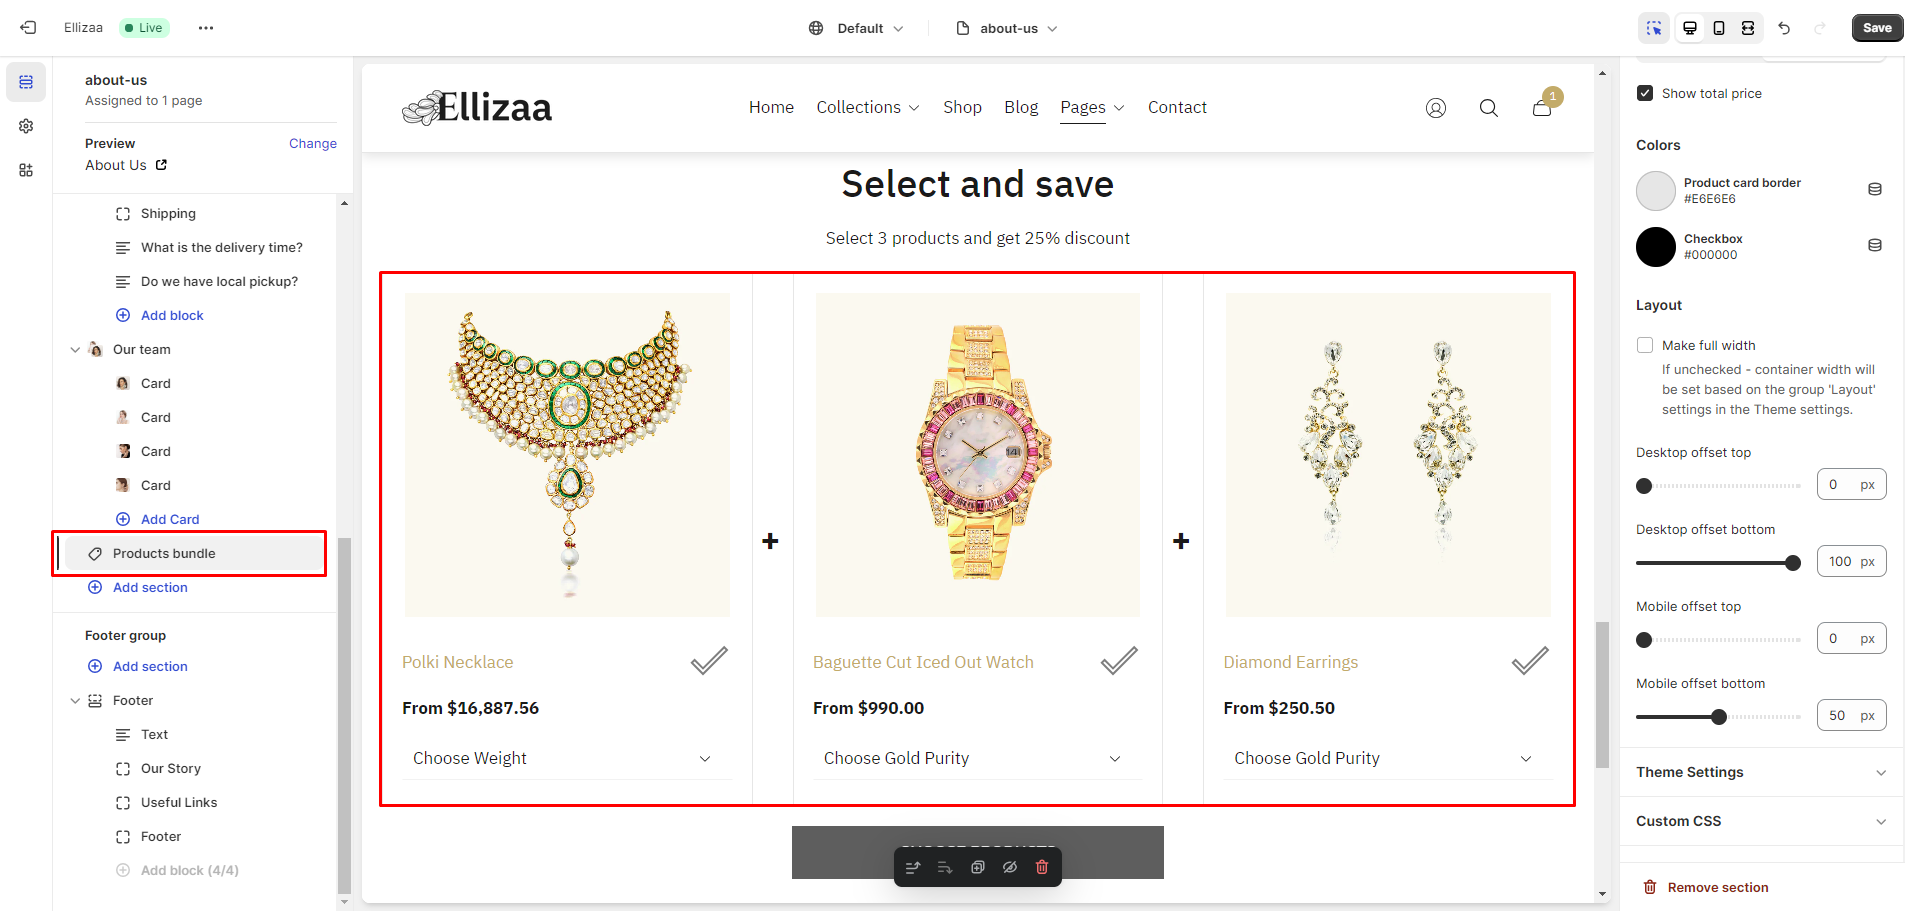 Ellizaa
Live
Default
about-us
Save
about-us
Assigned to 1 page
Preview
Change
About Us
Shipping
What is the delivery time?
Do we have local pickup?
Add block
Our team
Card
Card
Card
Card
Add Card
Products bundle
Add section
Footer group
Add section
Footer
Text
Our Story
Useful Links
Footer
Add block (4/4)
Ellizaa
Home
Collections
Shop
Blog
Pages
Contact
1
Select and save
Select 3 products and get 25% discount
+
+
Polki Necklace
From $16,887.56
Choose Weight
Baguette Cut Iced Out Watch
From $990.00
Choose Gold Purity
Diamond Earrings
From $250.50
Choose Gold Purity
Show total price
Colors
Product card border
#E6E6E6
Checkbox
#000000
Layout
Make full width
If unchecked - container width will
be set based on the group 'Layout'
settings in the Theme settings.
Desktop offset top
0 px
Desktop offset bottom
100 px
Mobile offset top
0 px
Mobile offset bottom
50 px
Theme Settings
Custom CSS
Remove section